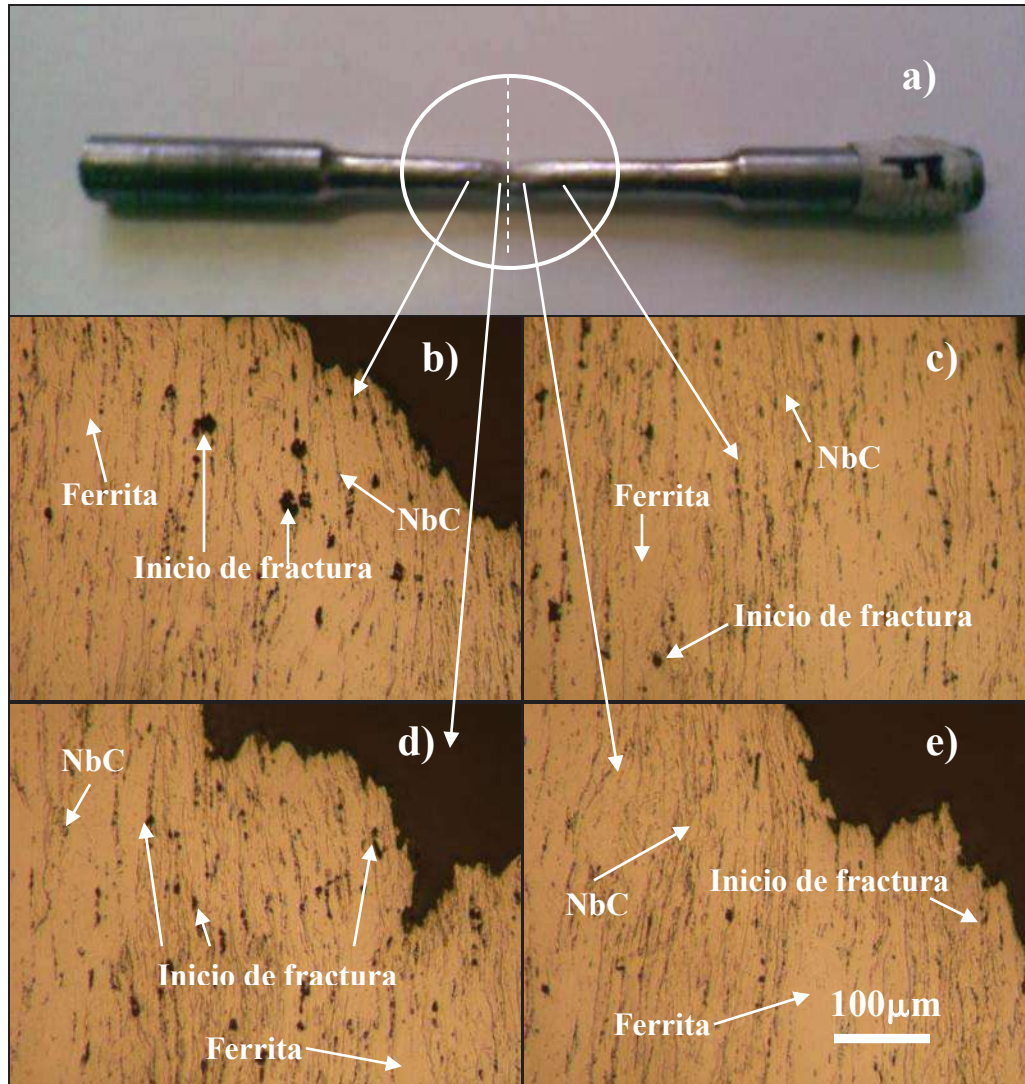 a)
b)
Ferrita
NbC
Inicio de fractura
c)
NbC
Ferrita
Inicio de fractura
d)
NbC
Inicio de fractura
Ferrita
e)
NbC
Inicio de fractura
Ferrita
100μm